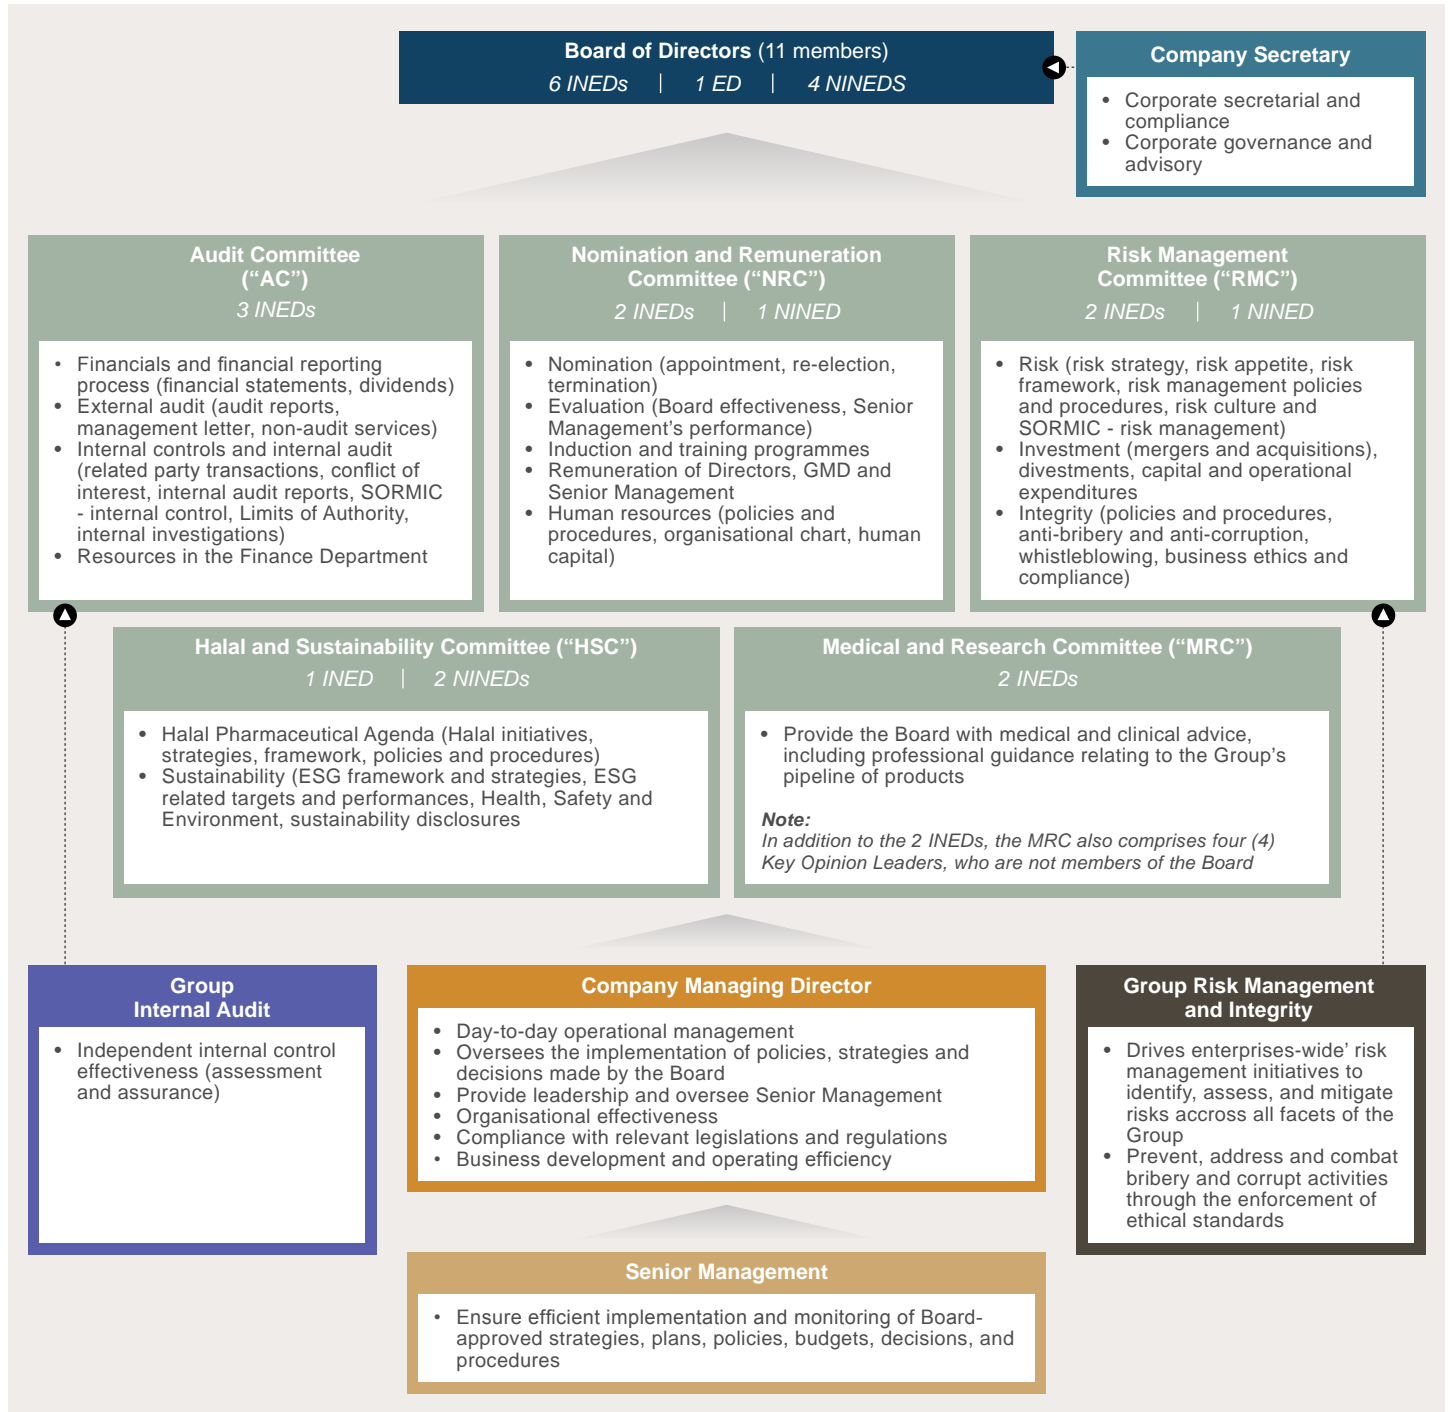 Board of Directors (11 members)
6 INEDs | 1 ED | 4 NINEDS
Company Secretary
• Corporate secretarial and
compliance
• Corporate governance and
advisory
Audit Committee
(“AC”)
3 INEDs
• Financials and financial reporting
process (financial statements, dividends)
• External audit (audit reports,
management letter, non-audit services)
• Internal controls and internal audit
(related party transactions, conflict of
interest, internal audit reports, SORMIC
- internal control, Limits of Authority,
internal investigations)
• Resources in the Finance Department
Nomination and Remuneration
Committee (“NRC”)
2 INEDs | 1 NINED
• Nomination (appointment, re-election,
termination)
• Evaluation (Board effectiveness, Senior
Management’s performance)
• Induction and training programmes
• Remuneration of Directors, GMD and
Senior Management
• Human resources (policies and
procedures, organisational chart, human
capital)
Risk Management
Committee (“RMC”)
2 INEDs | 1 NINED
• Risk (risk strategy, risk appetite, risk
framework, risk management policies
and procedures, risk culture and
SORMIC - risk management)
• Investment (mergers and acquisitions),
divestments, capital and operational
expenditures
• Integrity (policies and procedures,
anti-bribery and anti-corruption,
whistleblowing, business ethics and
compliance)
Halal and Sustainability Committee (“HSC”)
1 INED | 2 NINEDs
• Halal Pharmaceutical Agenda (Halal initiatives,
strategies, framework, policies and procedures)
• Sustainability (ESG framework and strategies, ESG
related targets and performances, Health, Safety and
Environment, sustainability disclosures
Medical and Research Committee (“MRC”)
2 INEDs
• Provide the Board with medical and clinical advice,
including professional guidance relating to the Group’s
pipeline of products
Note:
In addition to the 2 INEDs, the MRC also comprises four (4)
Key Opinion Leaders, who are not members of the Board
Group
Internal Audit
• Independent internal control
effectiveness (assessment
and assurance)
Company Managing Director
• Day-to-day operational management
• Oversees the implementation of policies, strategies and
decisions made by the Board
• Provide leadership and oversee Senior Management
• Organisational effectiveness
• Compliance with relevant legislations and regulations
• Business development and operating efficiency
Group Risk Management
and Integrity
• Drives enterprises-wide’ risk
management initiatives to
identify, assess, and mitigate
risks accross all facets of the
Group
• Prevent, address and combat
bribery and corrupt activities
through the enforcement of
ethical standards
Senior Management
• Ensure efficient implementation and monitoring of Board-
approved strategies, plans, policies, budgets, decisions, and
procedures